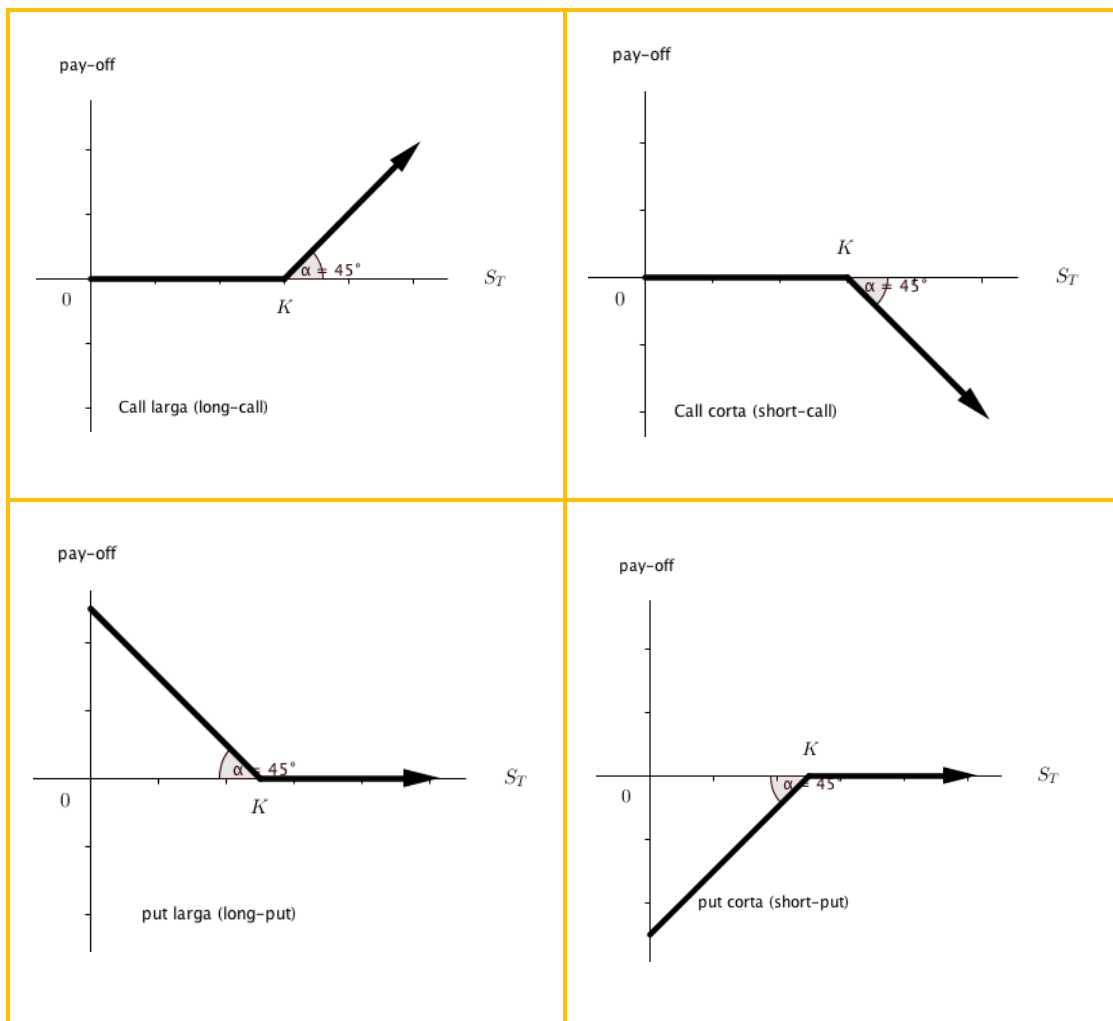 pay-off
α = 45°
S_T
0
K
Call larga (long-call)
pay-off
K
α = 45°
S_T
0
Call corta (short-call)
pay-off
α = 45°
S_T
0
K
put larga (long-put)
pay-off
K
α = 45°
S_T
0
put corta (short-put)